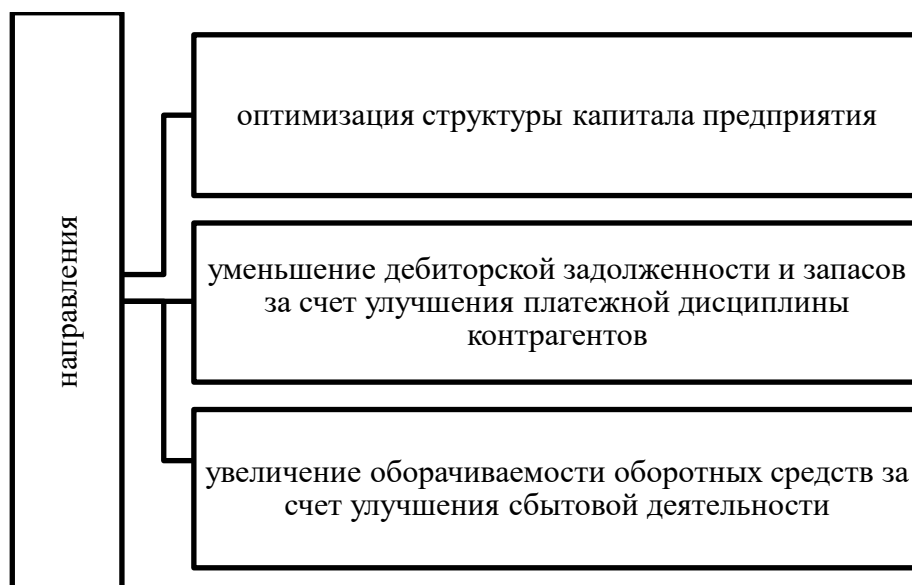 направления
оптимизация структуры капитала предприятия
уменьшение дебиторской задолженности и запасов
за счет улучшения платежной дисциплины
контрагентов
увеличение оборачиваемости оборотных средств за
счет улучшения сбытовой деятельности